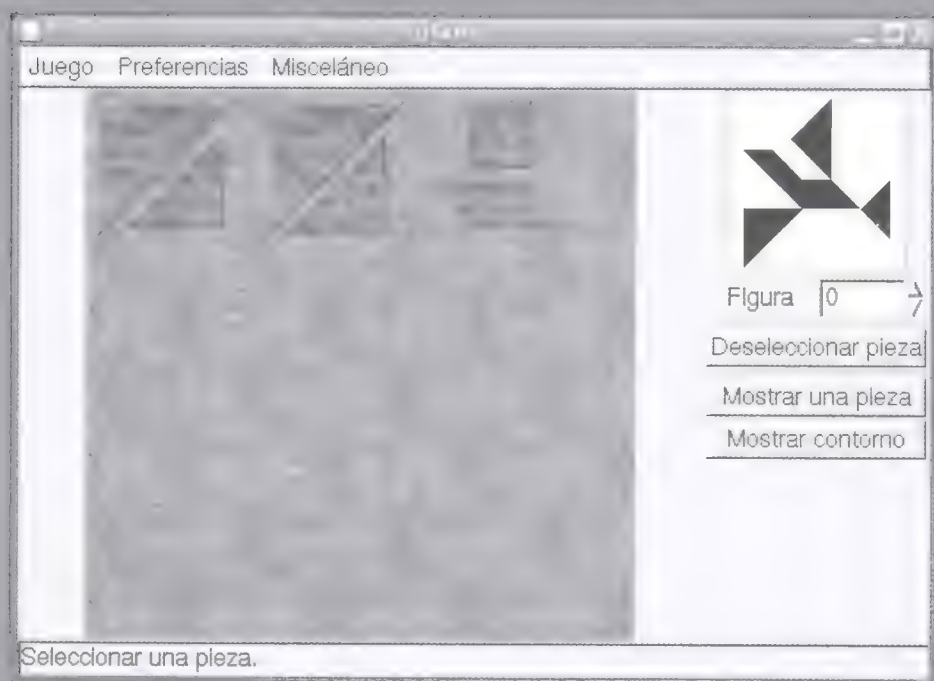 Juego Preferencias Misceláneo
Figura 0
Deseleccionar pieza
Mostrar una pieza
Mostrar contorno
Seleccionar una pieza.